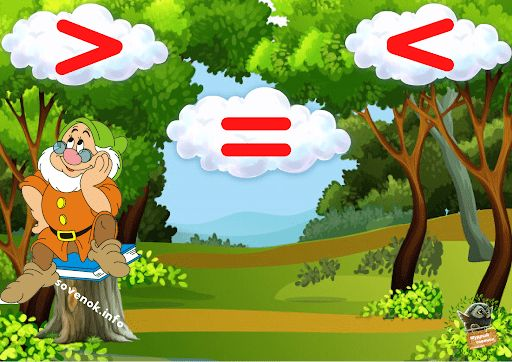 > <
=
sovenok.info